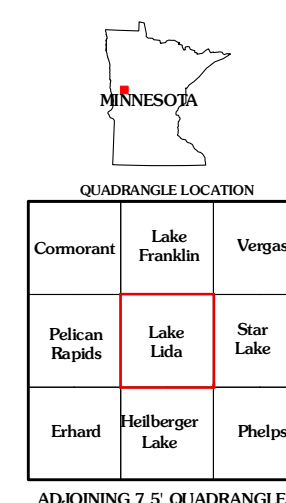 MINNESOTA
QUADRANGLE LOCATION
Cormorant
Lake
Franklin
Vergas
Pelican
Rapids
Lake
Lida
Star
Lake
Erhard
Heilberger
Lake
Phelps
ADJOINING 7.5' QUADRANGLE